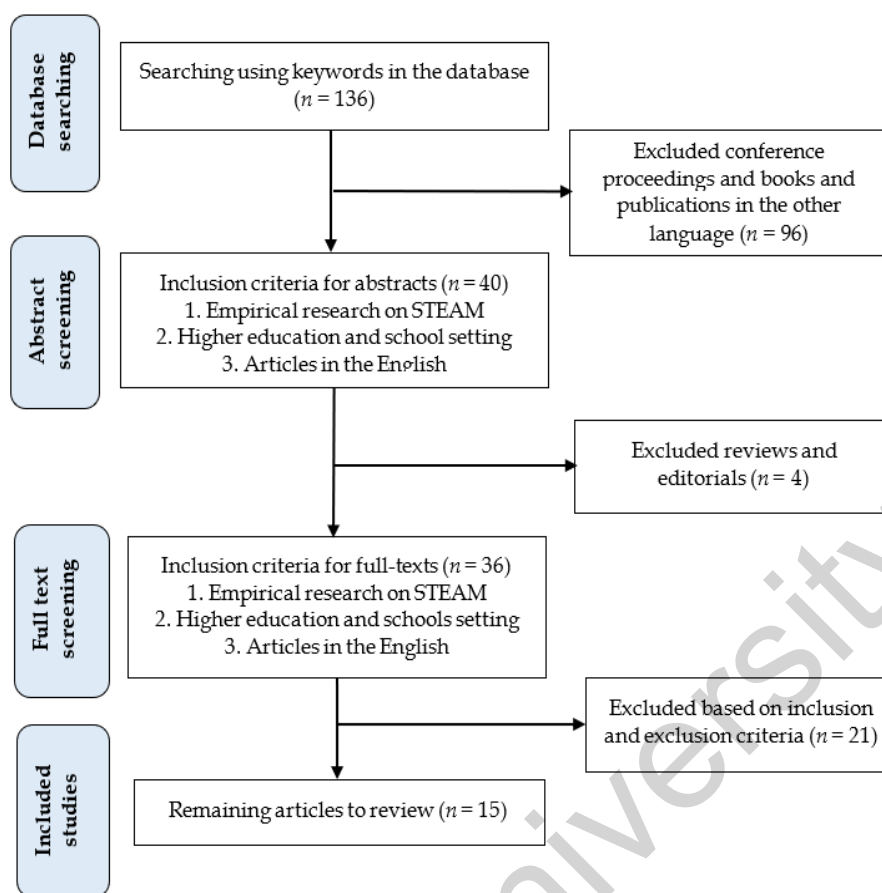 Database
searching
Searching using keywords in the database
(n = 136)
Excluded conference
proceedings and books and
publications in the other
language (n = 96)
Abstract
screening
Inclusion criteria for abstracts (n = 40)
1. Empirical research on STEAM
2. Higher education and school setting
3. Articles in the English
Excluded reviews and
editorials (n = 4)
Full text
screening
Inclusion criteria for full-texts (n = 36)
1. Empirical research on STEAM
2. Higher education and schools setting
3. Articles in the English
Excluded based on inclusion
and exclusion criteria (n = 21)
Included
studies
Remaining articles to review (n = 15)
niversity